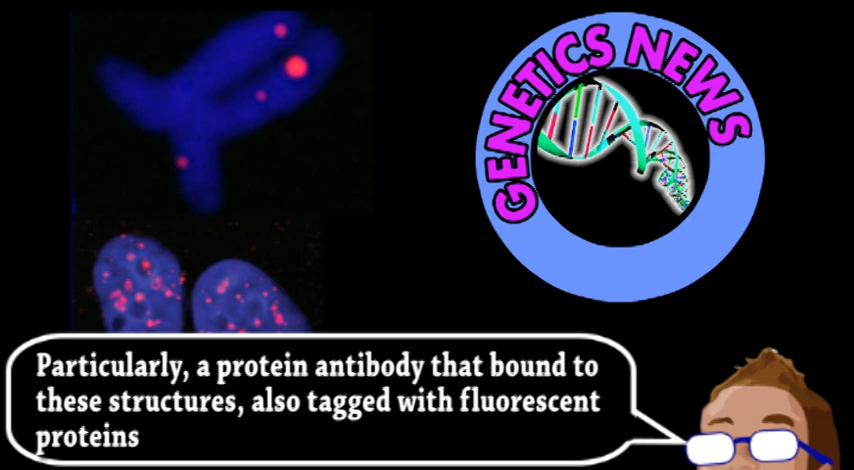 GENETICS NEWS
Particularly, a protein antibody that bound to
these structures, also tagged with fluorescent
proteins